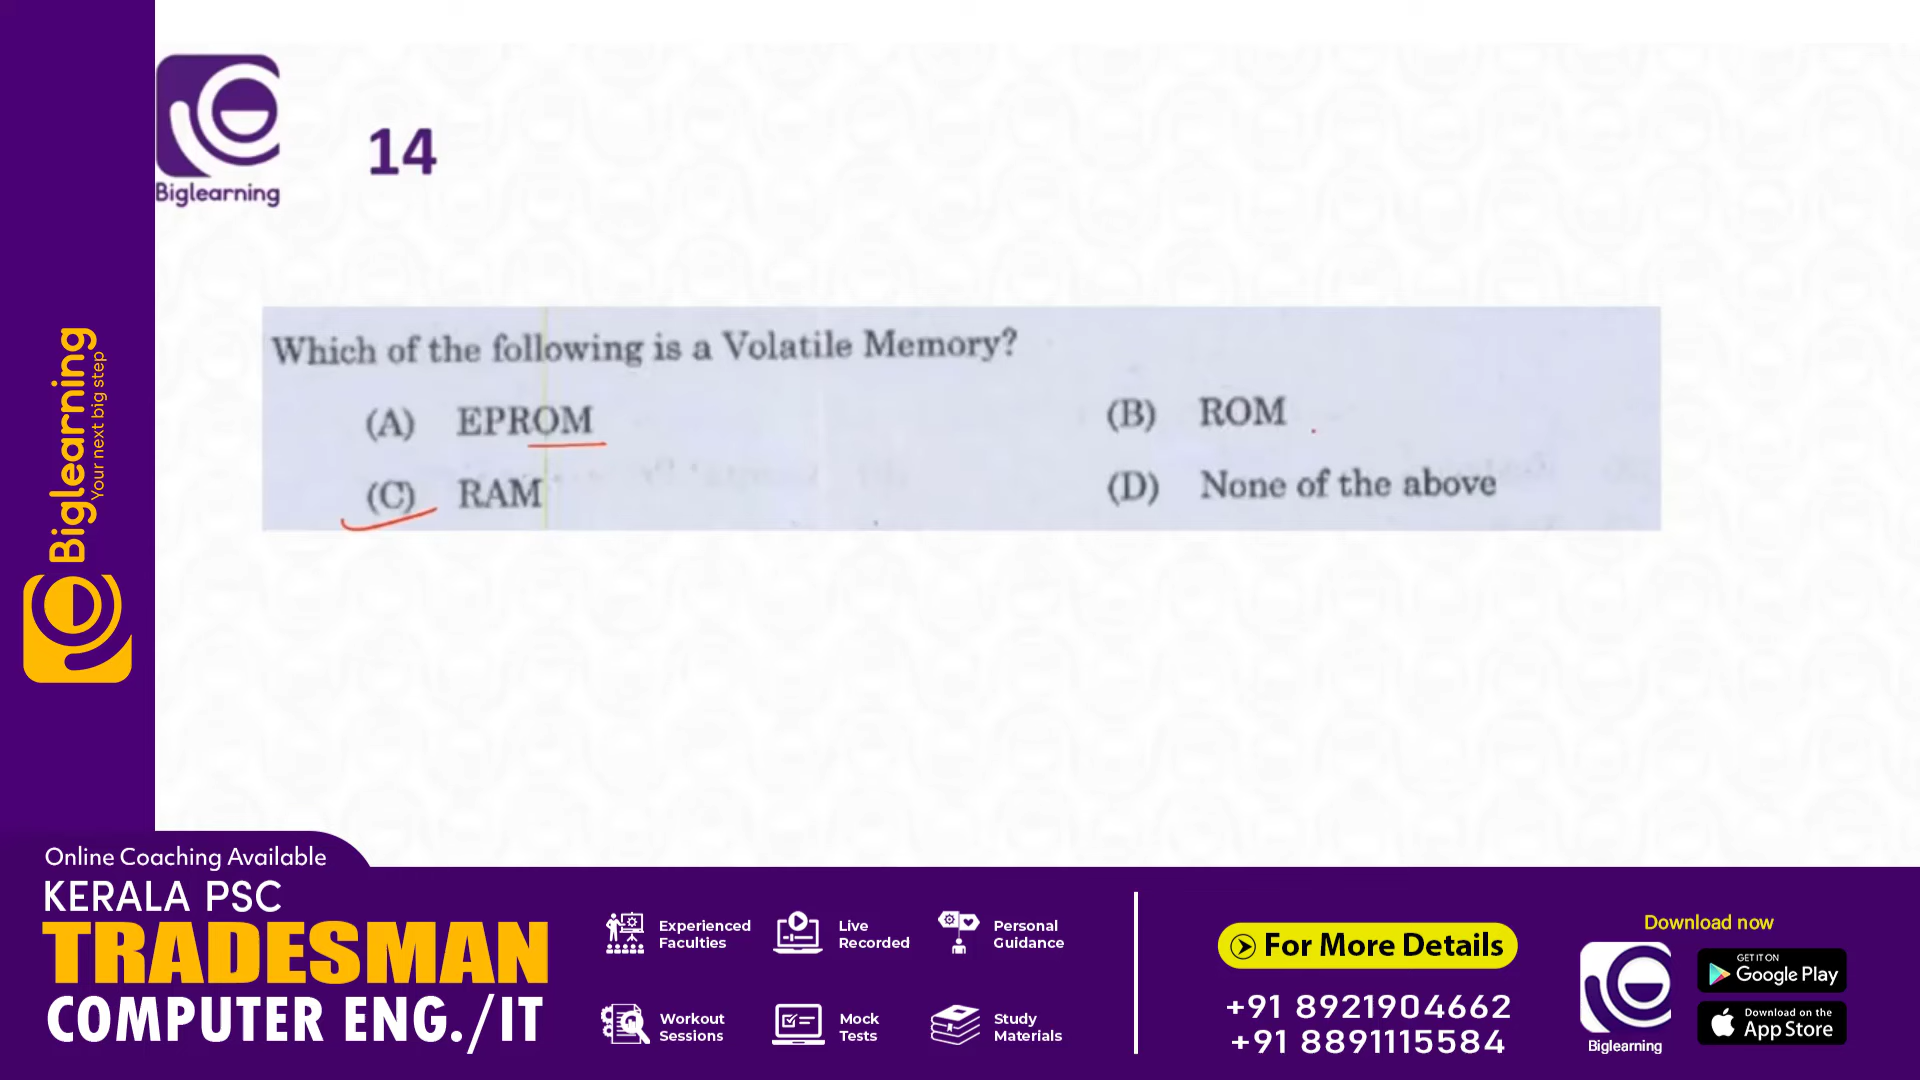 Biglearning
14
Which of the following is a Volatile Memory?
(A) EPROM
(B) ROM
(C) RAM
(D) None of the above
Biglearning
Your next big step
Online Coaching Available
KERALA PSC
TRADESMAN
COMPUTER ENG./IT
Experienced
Faculties
Live
Recorded
Personal
Guidance
Workout
Sessions
Mock
Tests
Study
Materials
For More Details
+91 8921904662
+91 8891115584
Download now
Biglearning
GET IT ON
Google Play
Download on the
App Store